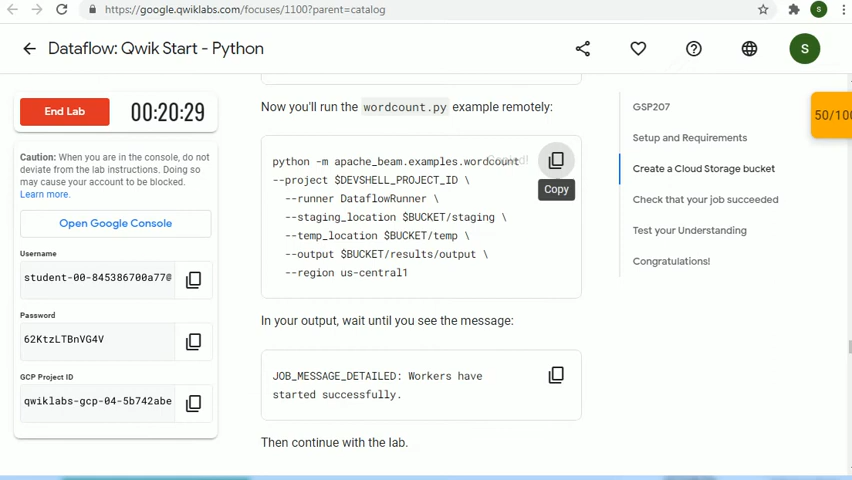 https://google.qwiklabs.com/focuses/1100?parent=catalog
S
Dataflow: Qwik Start - Python
S
End Lab
00:20:29
Caution: When you are in the console, do not
deviate from the lab instructions. Doing so
may cause your account to be blocked.
Learn more.
Open Google Console
Username
student-00-845386700a77@
Password
62KtzLTBnVG4V
GCP Project ID
qwiklabs-gcp-04-5b742abe
Now you'll run the wordcount.py example remotely:
python -m apache_beam.examples.wordcount
Copied!
Copy
--project $DEVSHELL_PROJECT_ID \
--runner DataflowRunner \
--staging_location $BUCKET/staging \
--temp_location $BUCKET/temp \
--output $BUCKET/results/output \
--region us-central1
In your output, wait until you see the message:
JOB_MESSAGE_DETAILED: Workers have
started successfully.
Then continue with the lab.
GSP207
Setup and Requirements
Create a Cloud Storage bucket
Check that your job succeeded
Test your Understanding
Congratulations!
50/100